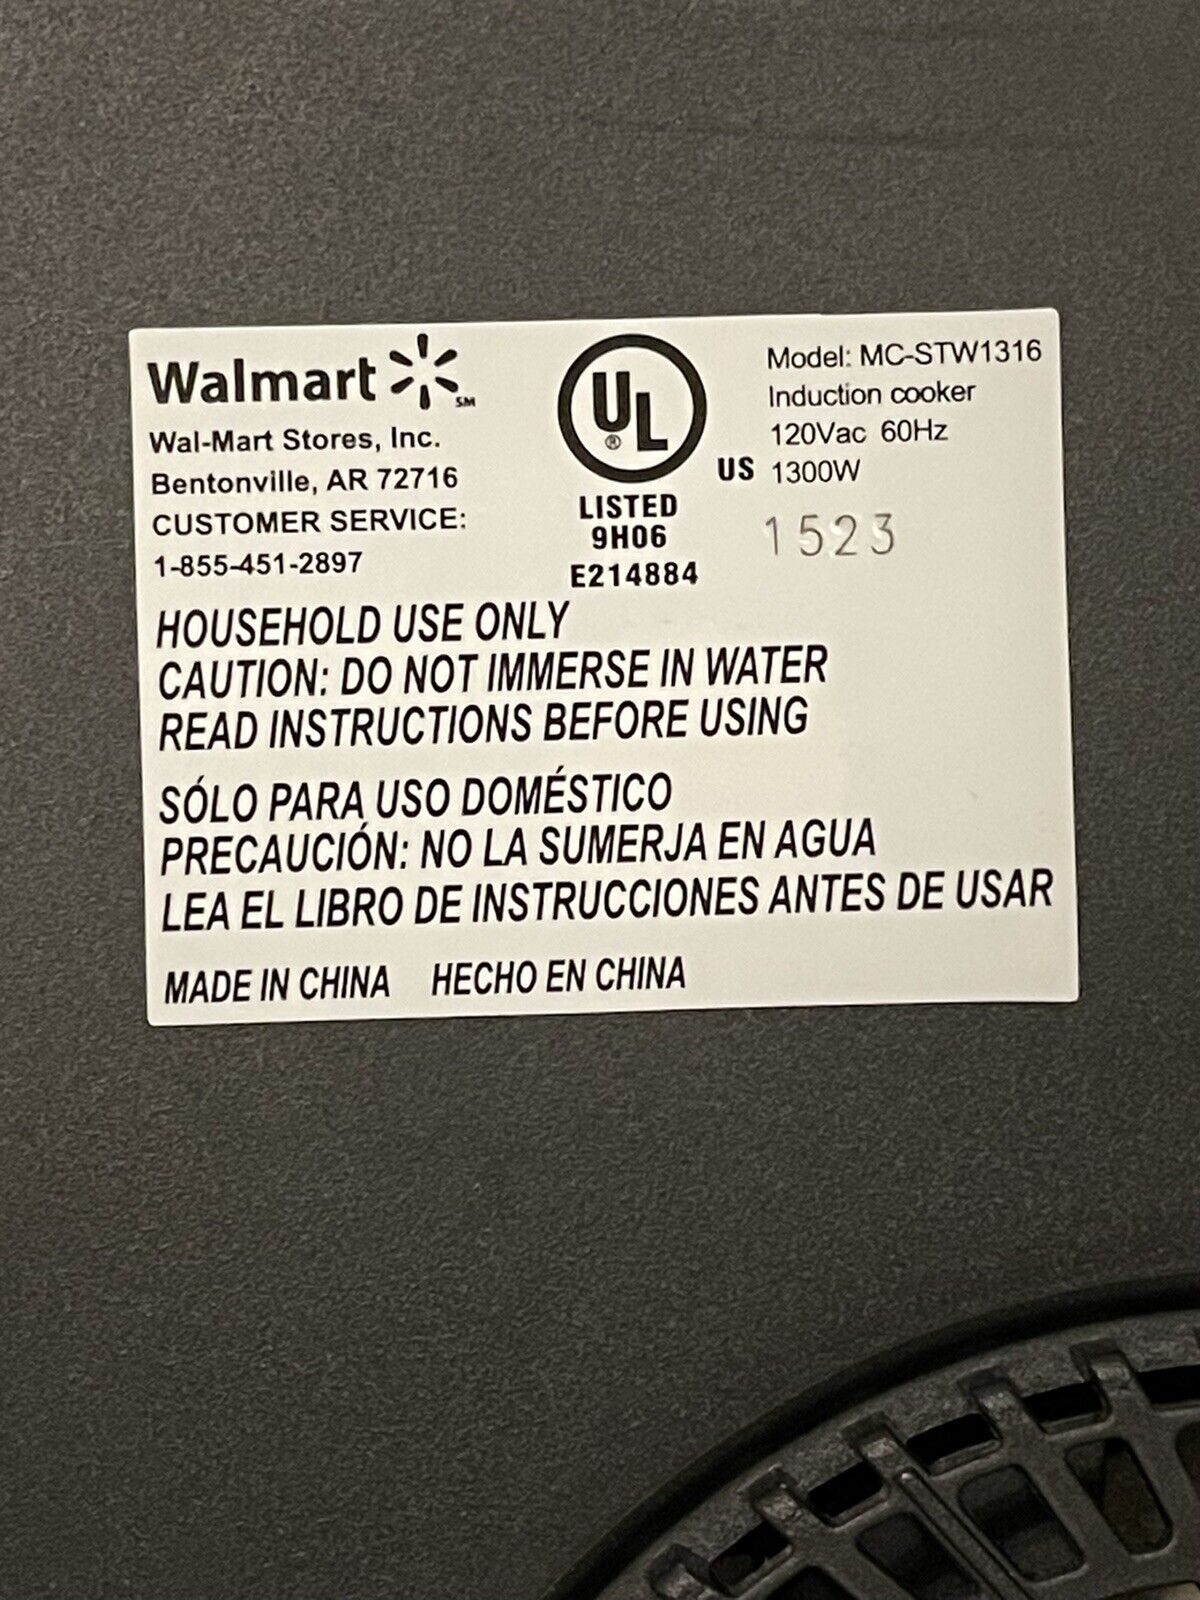 Walmart SM
Wal-Mart Stores, Inc.
Bentonville, AR 72716
CUSTOMER SERVICE:
1-855-451-2897
UL ®
US
LISTED
9H06
E214884
Model: MC-STW1316
Induction cooker
120Vac 60Hz
1300W
1523
HOUSEHOLD USE ONLY
CAUTION: DO NOT IMMERSE IN WATER
READ INSTRUCTIONS BEFORE USING
SÓLO PARA USO DOMÉSTICO
PRECAUCIÓN: NO LA SUMERJA EN AGUA
LEA EL LIBRO DE INSTRUCCIONES ANTES DE USAR
MADE IN CHINA HECHO EN CHINA